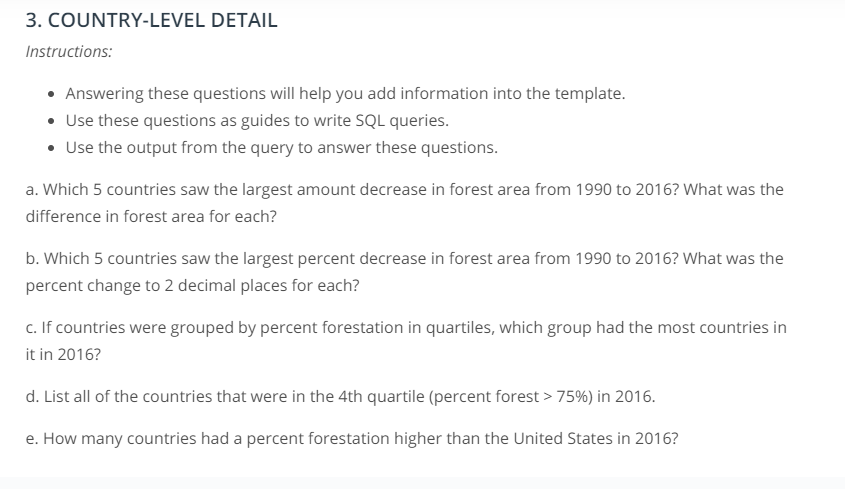 3. COUNTRY-LEVEL DETAIL
Instructions:
• Answering these questions will help you add information into the template.
• Use these questions as guides to write SQL queries.
• Use the output from the query to answer these questions.
a. Which 5 countries saw the largest amount decrease in forest area from 1990 to 2016? What was the
difference in forest area for each?
b. Which 5 countries saw the largest percent decrease in forest area from 1990 to 2016? What was the
percent change to 2 decimal places for each?
c. If countries were grouped by percent forestation in quartiles, which group had the most countries in
it in 2016?
d. List all of the countries that were in the 4th quartile (percent forest > 75%) in 2016.
e. How many countries had a percent forestation higher than the United States in 2016?